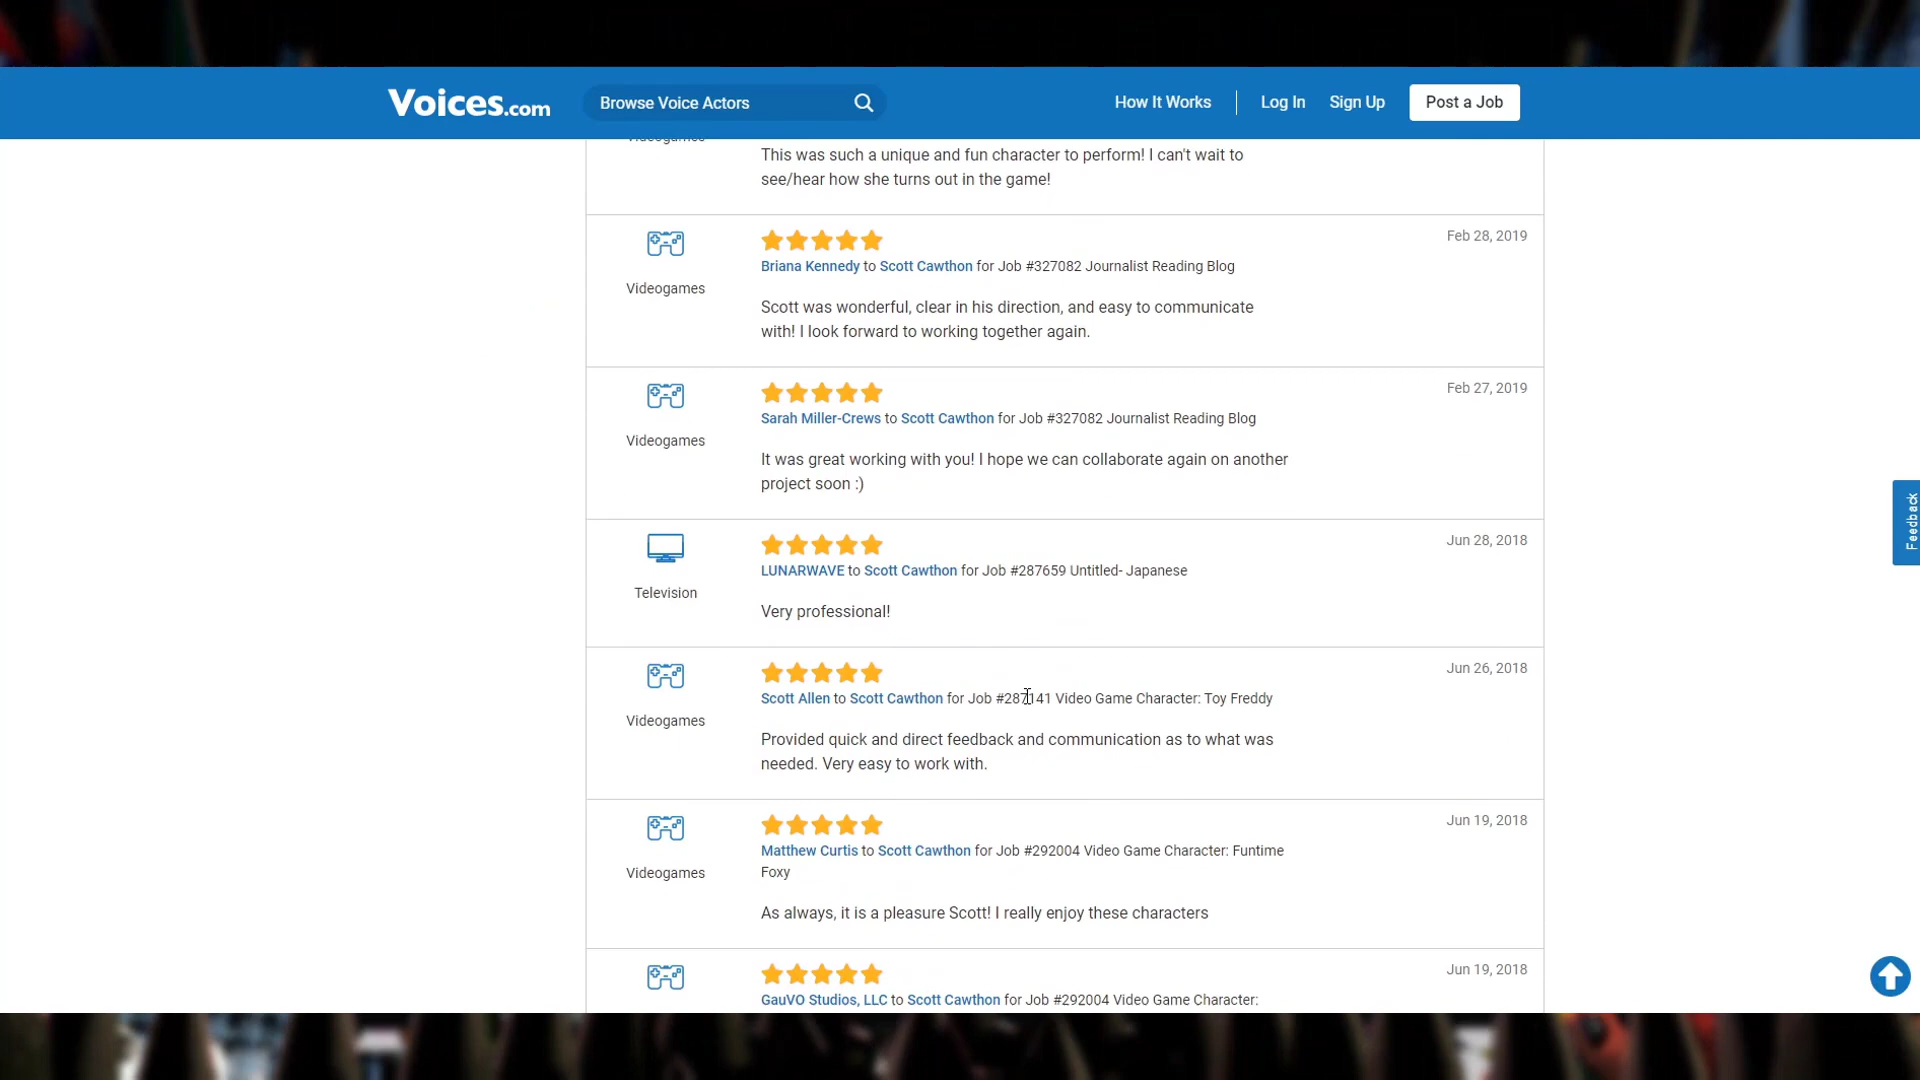 Voices.com
Browse Voice Actors
How It Works
Log In
Sign Up
Post a Job
This was such a unique and fun character to perform! I can't wait to
see/hear how she turns out in the game!
Feb 28, 2019
Briana Kennedy to Scott Cawthon for Job #327082 Journalist Reading Blog
Videogames
Scott was wonderful, clear in his direction, and easy to communicate
with! I look forward to working together again.
Feb 27, 2019
Sarah Miller-Crews to Scott Cawthon for Job #327082 Journalist Reading Blog
Videogames
It was great working with you! I hope we can collaborate again on another
project soon :)
Jun 28, 2018
LUNARWAVE to Scott Cawthon for Job #287659 Untitled- Japanese
Television
Very professional!
Jun 26, 2018
Scott Allen to Scott Cawthon for Job #287141 Video Game Character: Toy Freddy
Videogames
Provided quick and direct feedback and communication as to what was
needed. Very easy to work with.
Jun 19, 2018
Matthew Curtis to Scott Cawthon for Job #292004 Video Game Character: Funtime
Foxy
Videogames
As always, it is a pleasure Scott! I really enjoy these characters
Jun 19, 2018
GauVO Studios, LLC to Scott Cawthon for Job #292004 Video Game Character:
Feedback